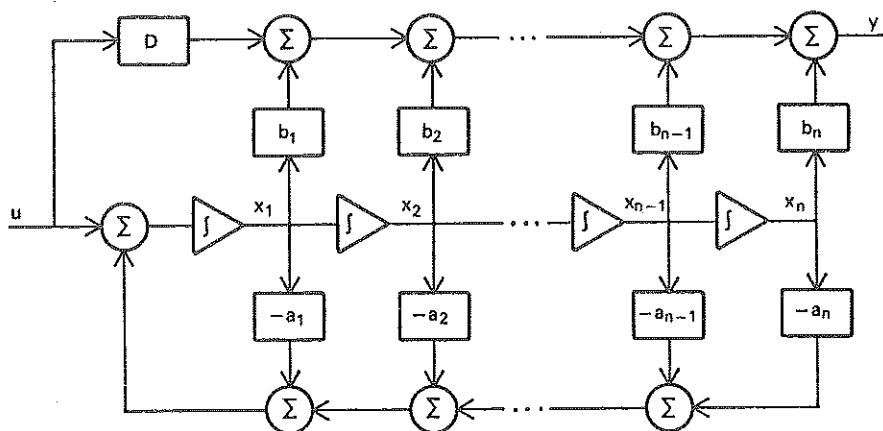 D Σ Σ ... Σ Σ y
b₁ b₂ bₙ₋₁ bₙ
u Σ ∫ x₁ ∫ x₂ ... ∫ xₙ₋₁ ∫ xₙ
−a₁ −a₂ −aₙ₋₁ −aₙ
Σ Σ ... Σ